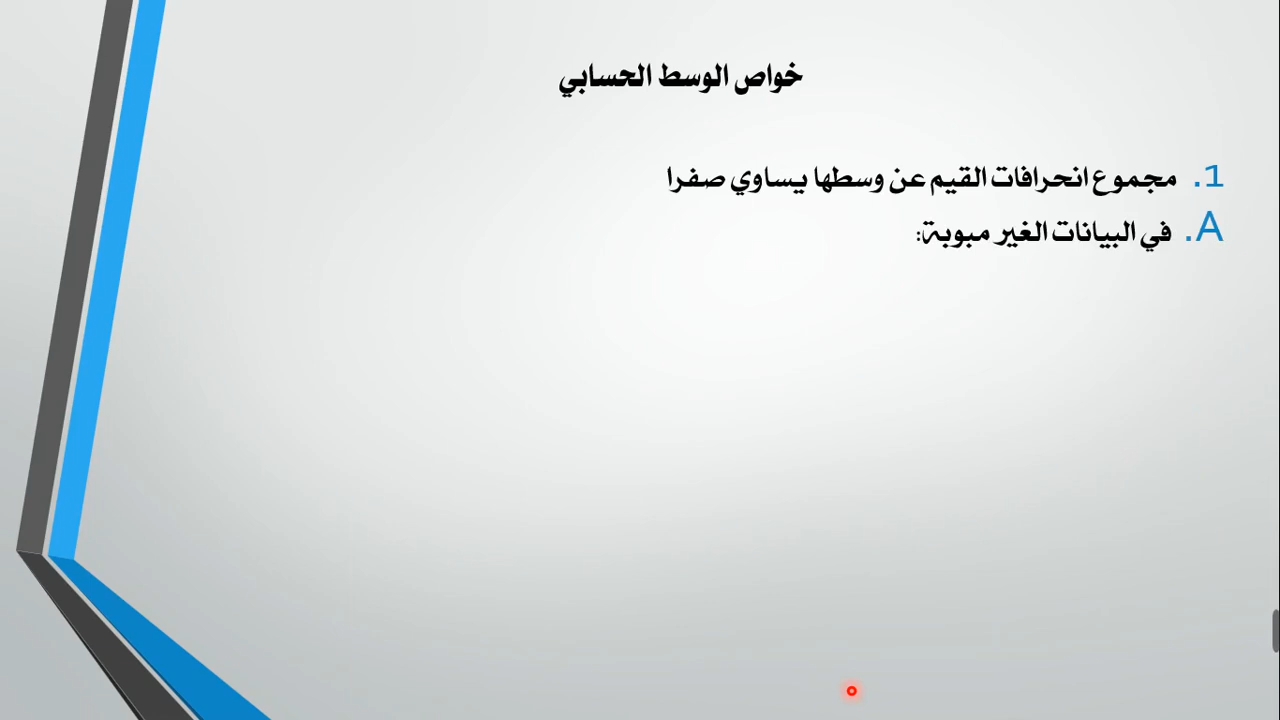 خواص الوسط الحسابي
1. مجموع انحرافات القيم عن وسطها يساوي صفرا
A. في البيانات الغير مبوبة: